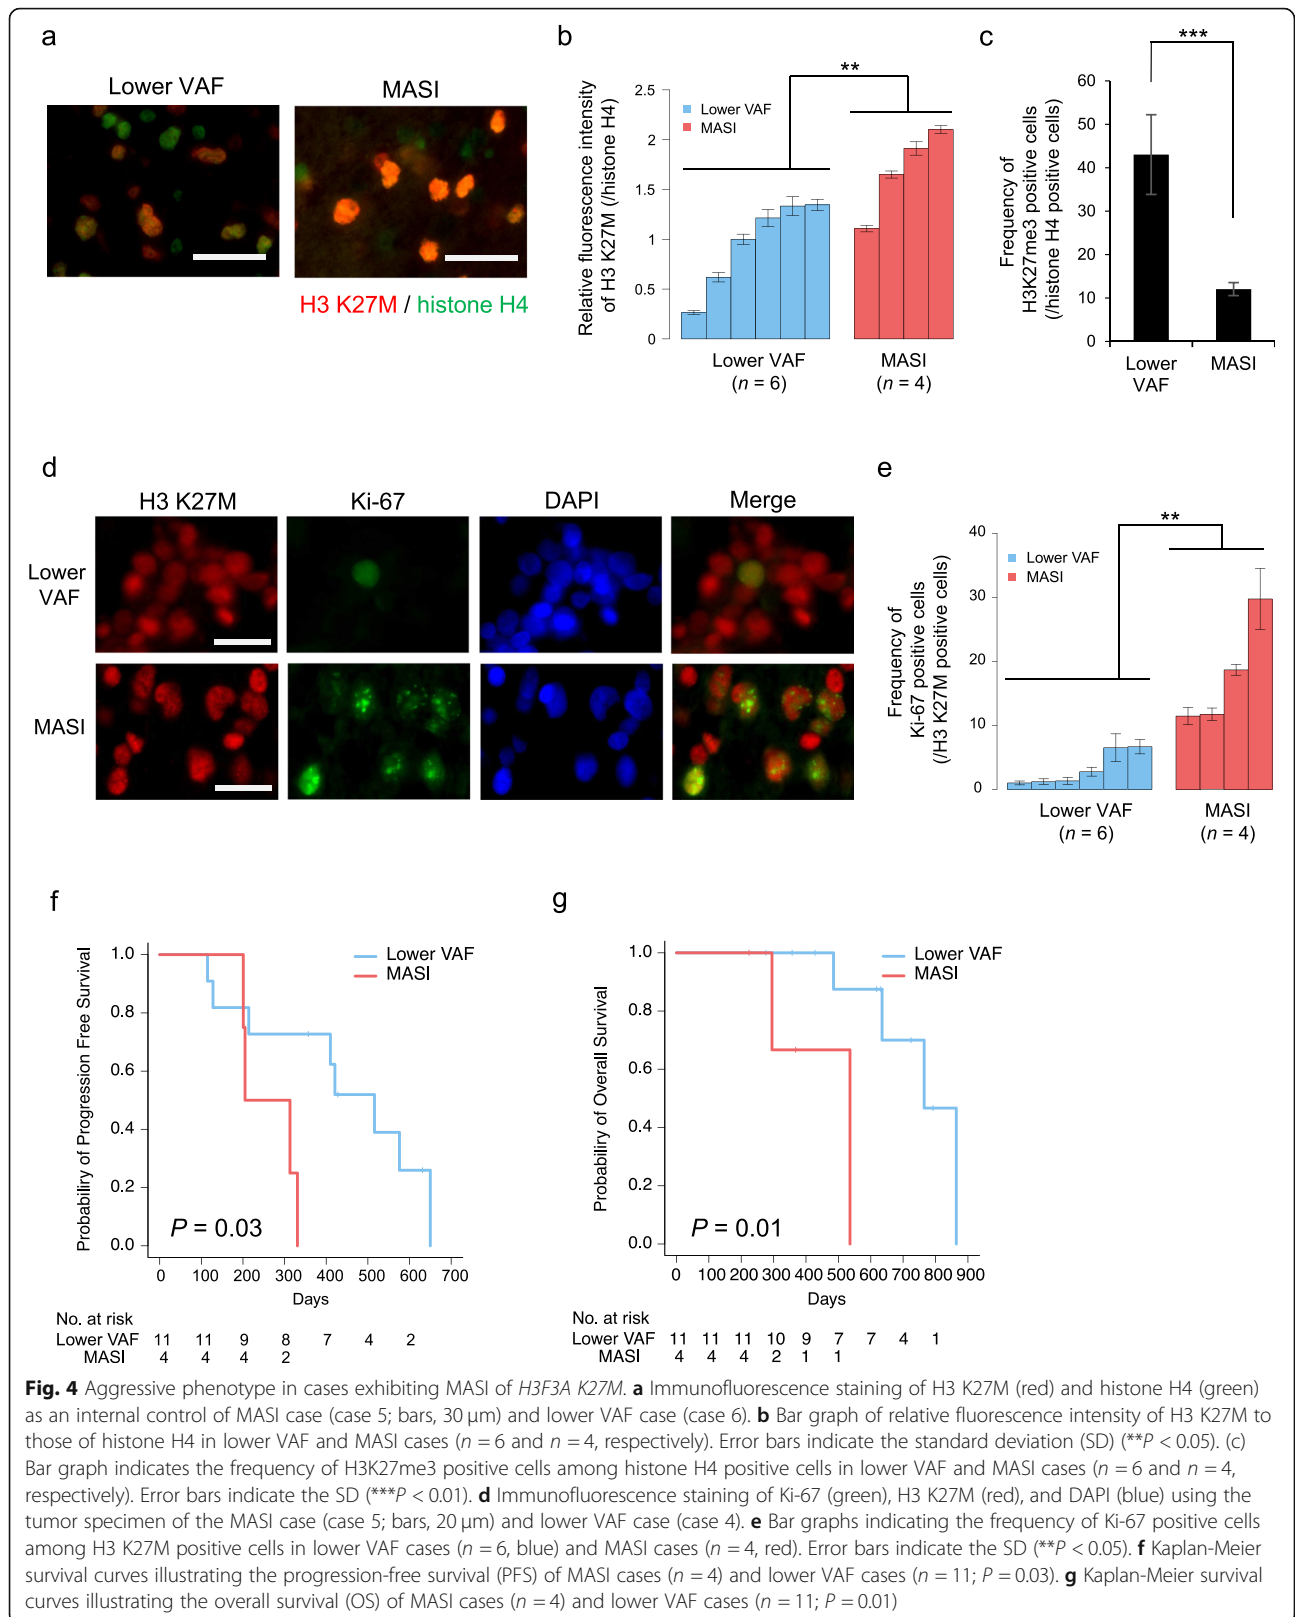 a
Lower VAF
MASI
H3 K27M / histone H4
b
Relative fluorescence intensity
of H3 K27M (/histone H4)
2.5
2
1.5
1
0.5
0
Lower VAF
MASI
**
Lower VAF
(n = 6)
MASI
(n = 4)
c
***
Frequency of
H3K27me3 positive cells
(/histone H4 positive cells)
60
50
40
30
20
10
0
Lower
VAF
MASI
d
H3 K27M
Ki-67
DAPI
Merge
Lower
VAF
MASI
e
**
Frequency of
Ki-67 positive cells
(/H3 K27M positive cells)
40
30
20
10
0
Lower VAF
MASI
Lower VAF
(n = 6)
MASI
(n = 4)
f
Probabiliry of Progression Free Survival
1.0
0.8
0.6
0.4
0.2
0.0
Lower VAF
MASI
P = 0.03
0 100 200 300 400 500 600 700
Days
No. at risk
Lower VAF 11 11 9 8 7 4 2
MASI 4 4 4 2
g
Probabiliry of Overall Survival
1.0
0.8
0.6
0.4
0.2
0.0
Lower VAF
MASI
P = 0.01
0 100 200 300 400 500 600 700 800 900
Days
No. at risk
Lower VAF 11 11 11 10 9 7 7 4 1
MASI 4 4 4 2 1 1
Fig. 4 Aggressive phenotype in cases exhibiting MASI of H3F3A K27M. a Immunofluorescence staining of H3 K27M (red) and histone H4 (green)
as an internal control of MASI case (case 5; bars, 30 μm) and lower VAF case (case 6). b Bar graph of relative fluorescence intensity of H3 K27M to
those of histone H4 in lower VAF and MASI cases (n = 6 and n = 4, respectively). Error bars indicate the standard deviation (SD) (**P < 0.05). (c)
Bar graph indicates the frequency of H3K27me3 positive cells among histone H4 positive cells in lower VAF and MASI cases (n = 6 and n = 4,
respectively). Error bars indicate the SD (***P < 0.01). d Immunofluorescence staining of Ki-67 (green), H3 K27M (red), and DAPI (blue) using the
tumor specimen of the MASI case (case 5; bars, 20 μm) and lower VAF case (case 4). e Bar graphs indicating the frequency of Ki-67 positive cells
among H3 K27M positive cells in lower VAF cases (n = 6, blue) and MASI cases (n = 4, red). Error bars indicate the SD (**P < 0.05). f Kaplan-Meier
survival curves illustrating the progression-free survival (PFS) of MASI cases (n = 4) and lower VAF cases (n = 11; P = 0.03). g Kaplan-Meier survival
curves illustrating the overall survival (OS) of MASI cases (n = 4) and lower VAF cases (n = 11; P = 0.01)